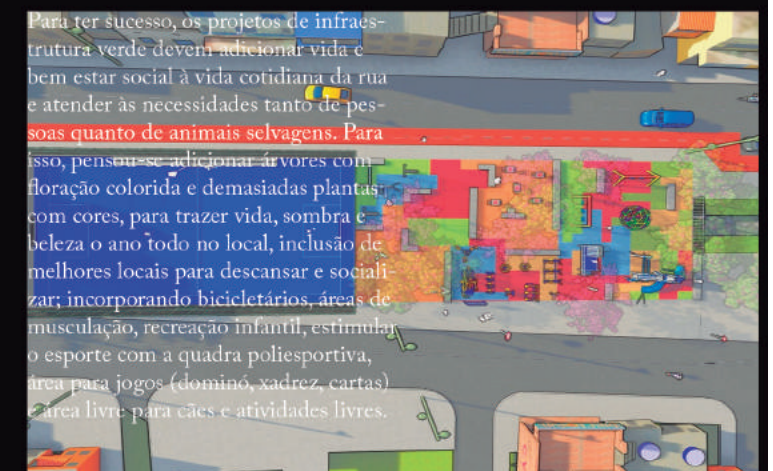 Para ter sucesso, os projetos de infraes-
trutura verde devem adicionar vida e
bem estar social à vida cotidiana da rua
e atender às necessidades tanto de pes-
soas quanto de animais selvagens. Para
isso, pensou-se adicionar árvores com
floração colorida e demasiadas plantas
com cores, para trazer vida, sombra e
beleza o ano todo no local, inclusão de
melhores locais para descansar e sociali-
zar; incorporando bicicletários, áreas de
musculação, recreação infantil, estimular
o esporte com a quadra poliesportiva,
área para jogos (dominó, xadrez, cartas)
e área livre para cães e atividades livres.